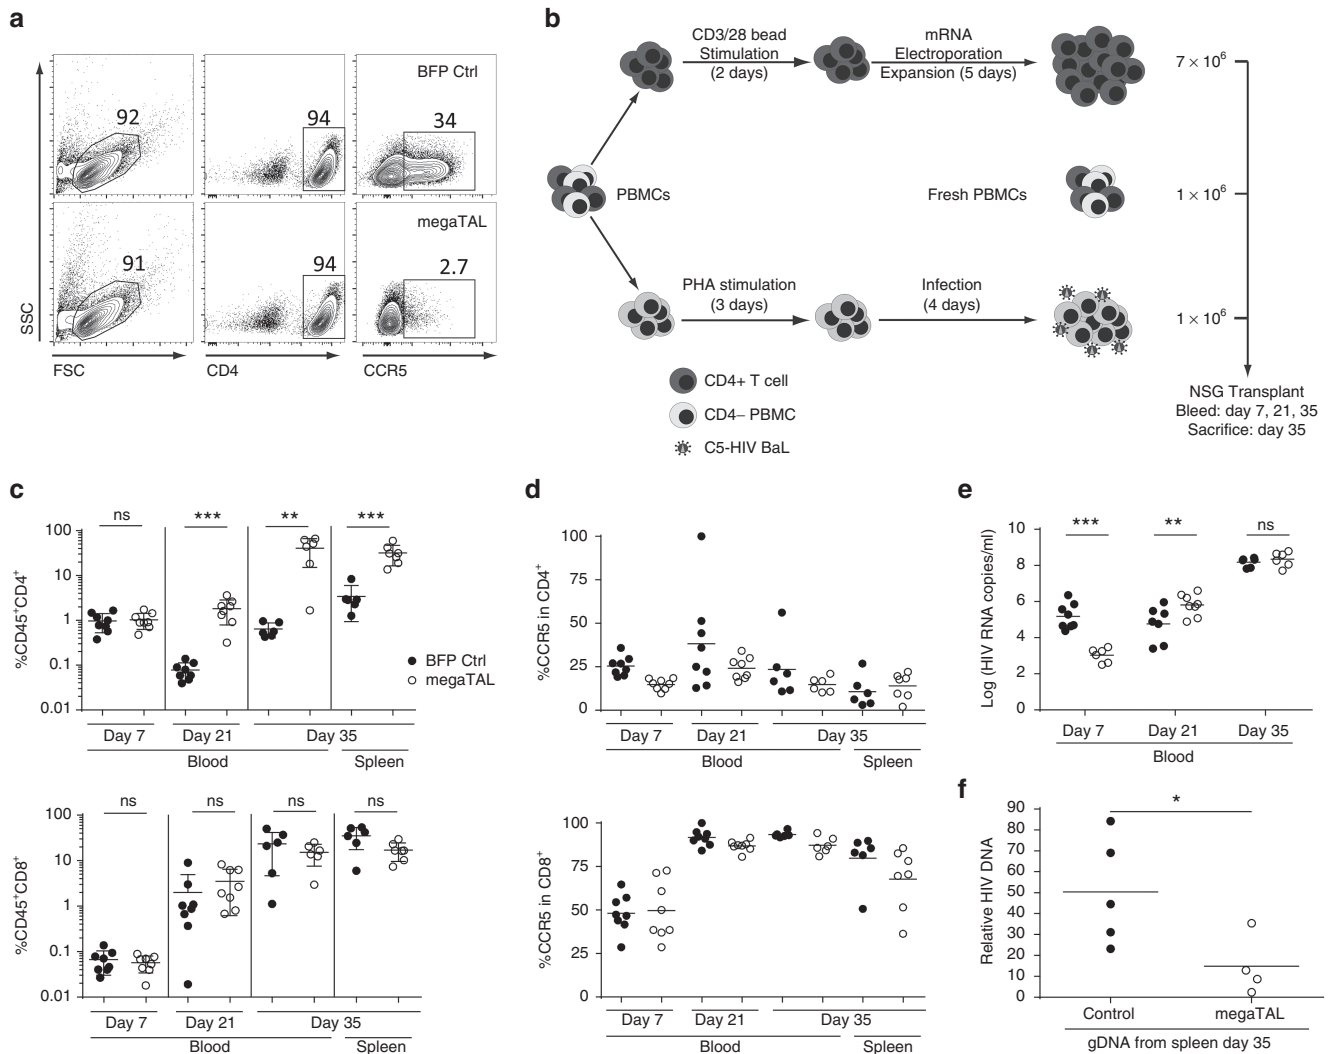 a
BFP Ctrl
92
94
34
megaTAL
91
94
2.7
SSC
FSC
CD4
CCR5
b
CD3/28 bead
Stimulation
(2 days)
mRNA
Electroporation
Expansion (5 days)
7 × 10⁶
PBMCs
Fresh PBMCs
1 × 10⁶
PHA stimulation
(3 days)
Infection
(4 days)
1 × 10⁶
CD4+ T cell
CD4– PBMC
C5-HIV BaL
NSG Transplant
Bleed: day 7, 21, 35
Sacrifice: day 35
c
%CD45⁺CD4⁺
100
10
1
0.1
0.01
ns
***
**
***
BFP Ctrl
megaTAL
Day 7
Day 21
Day 35
Blood
Spleen
%CD45⁺CD8⁺
100
10
1
0.1
0.01
ns
ns
ns
ns
Day 7
Day 21
Day 35
Blood
Spleen
d
%CCR5 in CD4⁺
100
75
50
25
0
Day 7
Day 21
Day 35
Blood
Spleen
%CCR5 in CD8⁺
100
75
50
25
0
Day 7
Day 21
Day 35
Blood
Spleen
e
Log (HIV RNA copies/ml)
10
8
6
4
2
0
***
**
ns
Day 7
Day 21
Day 35
Blood
f
Relative HIV DNA
90
80
70
60
50
40
30
20
10
0
*
Control
megaTAL
gDNA from spleen day 35